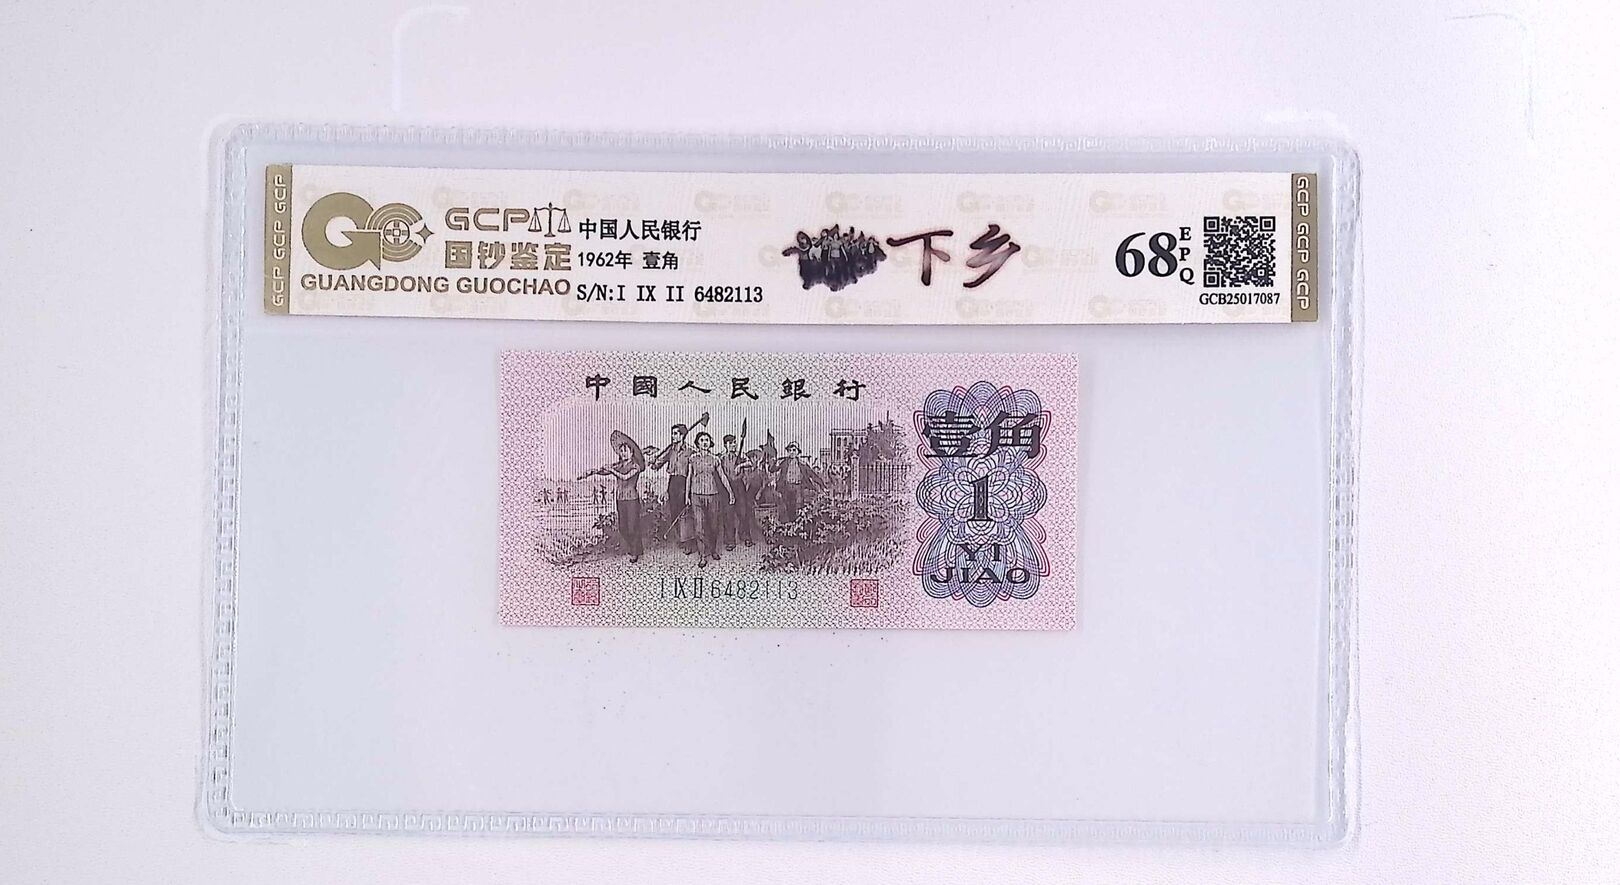 GCP GCP GCP
GCP
国钞鉴定
GUANGDONG GUOCHAO
中国人民银行
1962年 壹角
S/N:I IX II 6482113
下乡
68
EPQ
GCB25017087
GCP GCP GCP
中國人民銀行
壹角
1
YI
JIAO
I IX II 6482113